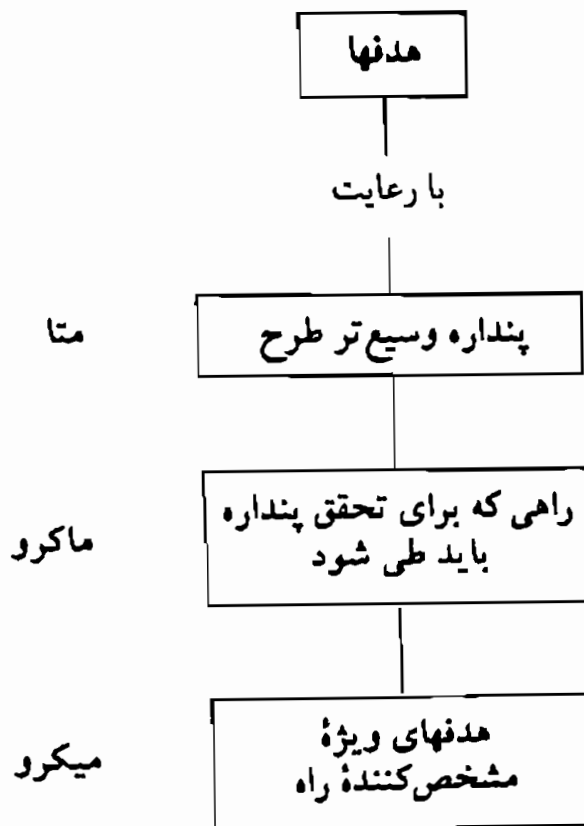 هدفها
با رعایت
پنداره وسیع‌تر طرح
متا
راهی که برای تحقق پنداره
باید طی شود
ماکرو
هدفهای ویژهٔ
مشخص‌کنندهٔ راه
میکرو